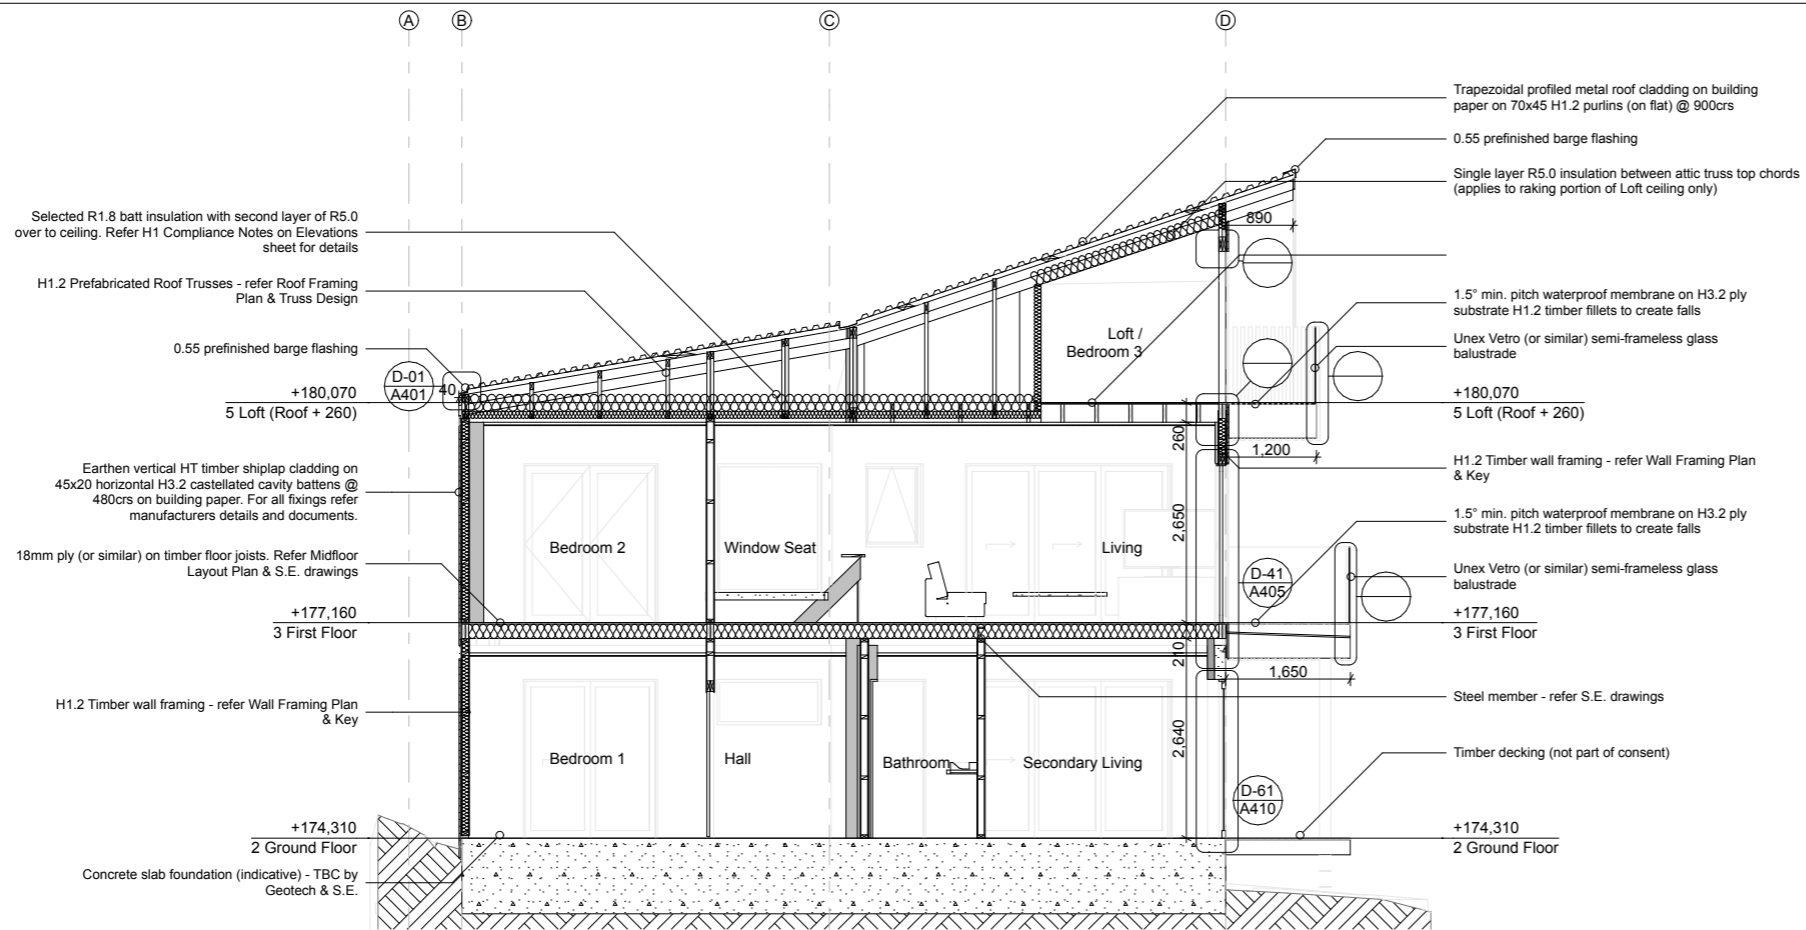 A
B
C
D
Selected R1.8 batt insulation with second layer of R5.0
over to ceiling. Refer H1 Compliance Notes on Elevations
sheet for details
H1.2 Prefabricated Roof Trusses - refer Roof Framing
Plan & Truss Design
0.55 prefinished barge flashing
D-01
A401
40
+180,070
5 Loft (Roof + 260)
Earthen vertical HT timber shiplap cladding on
45x20 horizontal H3.2 castellated cavity battens @
480crs on building paper. For all fixings refer
manufacturers details and documents.
18mm ply (or similar) on timber floor joists. Refer Midfloor
Layout Plan & S.E. drawings
+177,160
3 First Floor
H1.2 Timber wall framing - refer Wall Framing Plan
& Key
+174,310
2 Ground Floor
Concrete slab foundation (indicative) - TBC by
Geotech & S.E.
Loft /
Bedroom 3
Bedroom 2
Window Seat
Living
Bedroom 1
Hall
Bathroom
Secondary Living
890
260
1,200
2,650
210
1,650
2,640
D-41
A405
D-61
A410
Trapezoidal profiled metal roof cladding on building
paper on 70x45 H1.2 purlins (on flat) @ 900crs
0.55 prefinished barge flashing
Single layer R5.0 insulation between attic truss top chords
(applies to raking portion of Loft ceiling only)
1.5° min. pitch waterproof membrane on H3.2 ply
substrate H1.2 timber fillets to create falls
Unex Vetro (or similar) semi-frameless glass
balustrade
+180,070
5 Loft (Roof + 260)
H1.2 Timber wall framing - refer Wall Framing Plan
& Key
1.5° min. pitch waterproof membrane on H3.2 ply
substrate H1.2 timber fillets to create falls
Unex Vetro (or similar) semi-frameless glass
balustrade
+177,160
3 First Floor
Steel member - refer S.E. drawings
Timber decking (not part of consent)
+174,310
2 Ground Floor